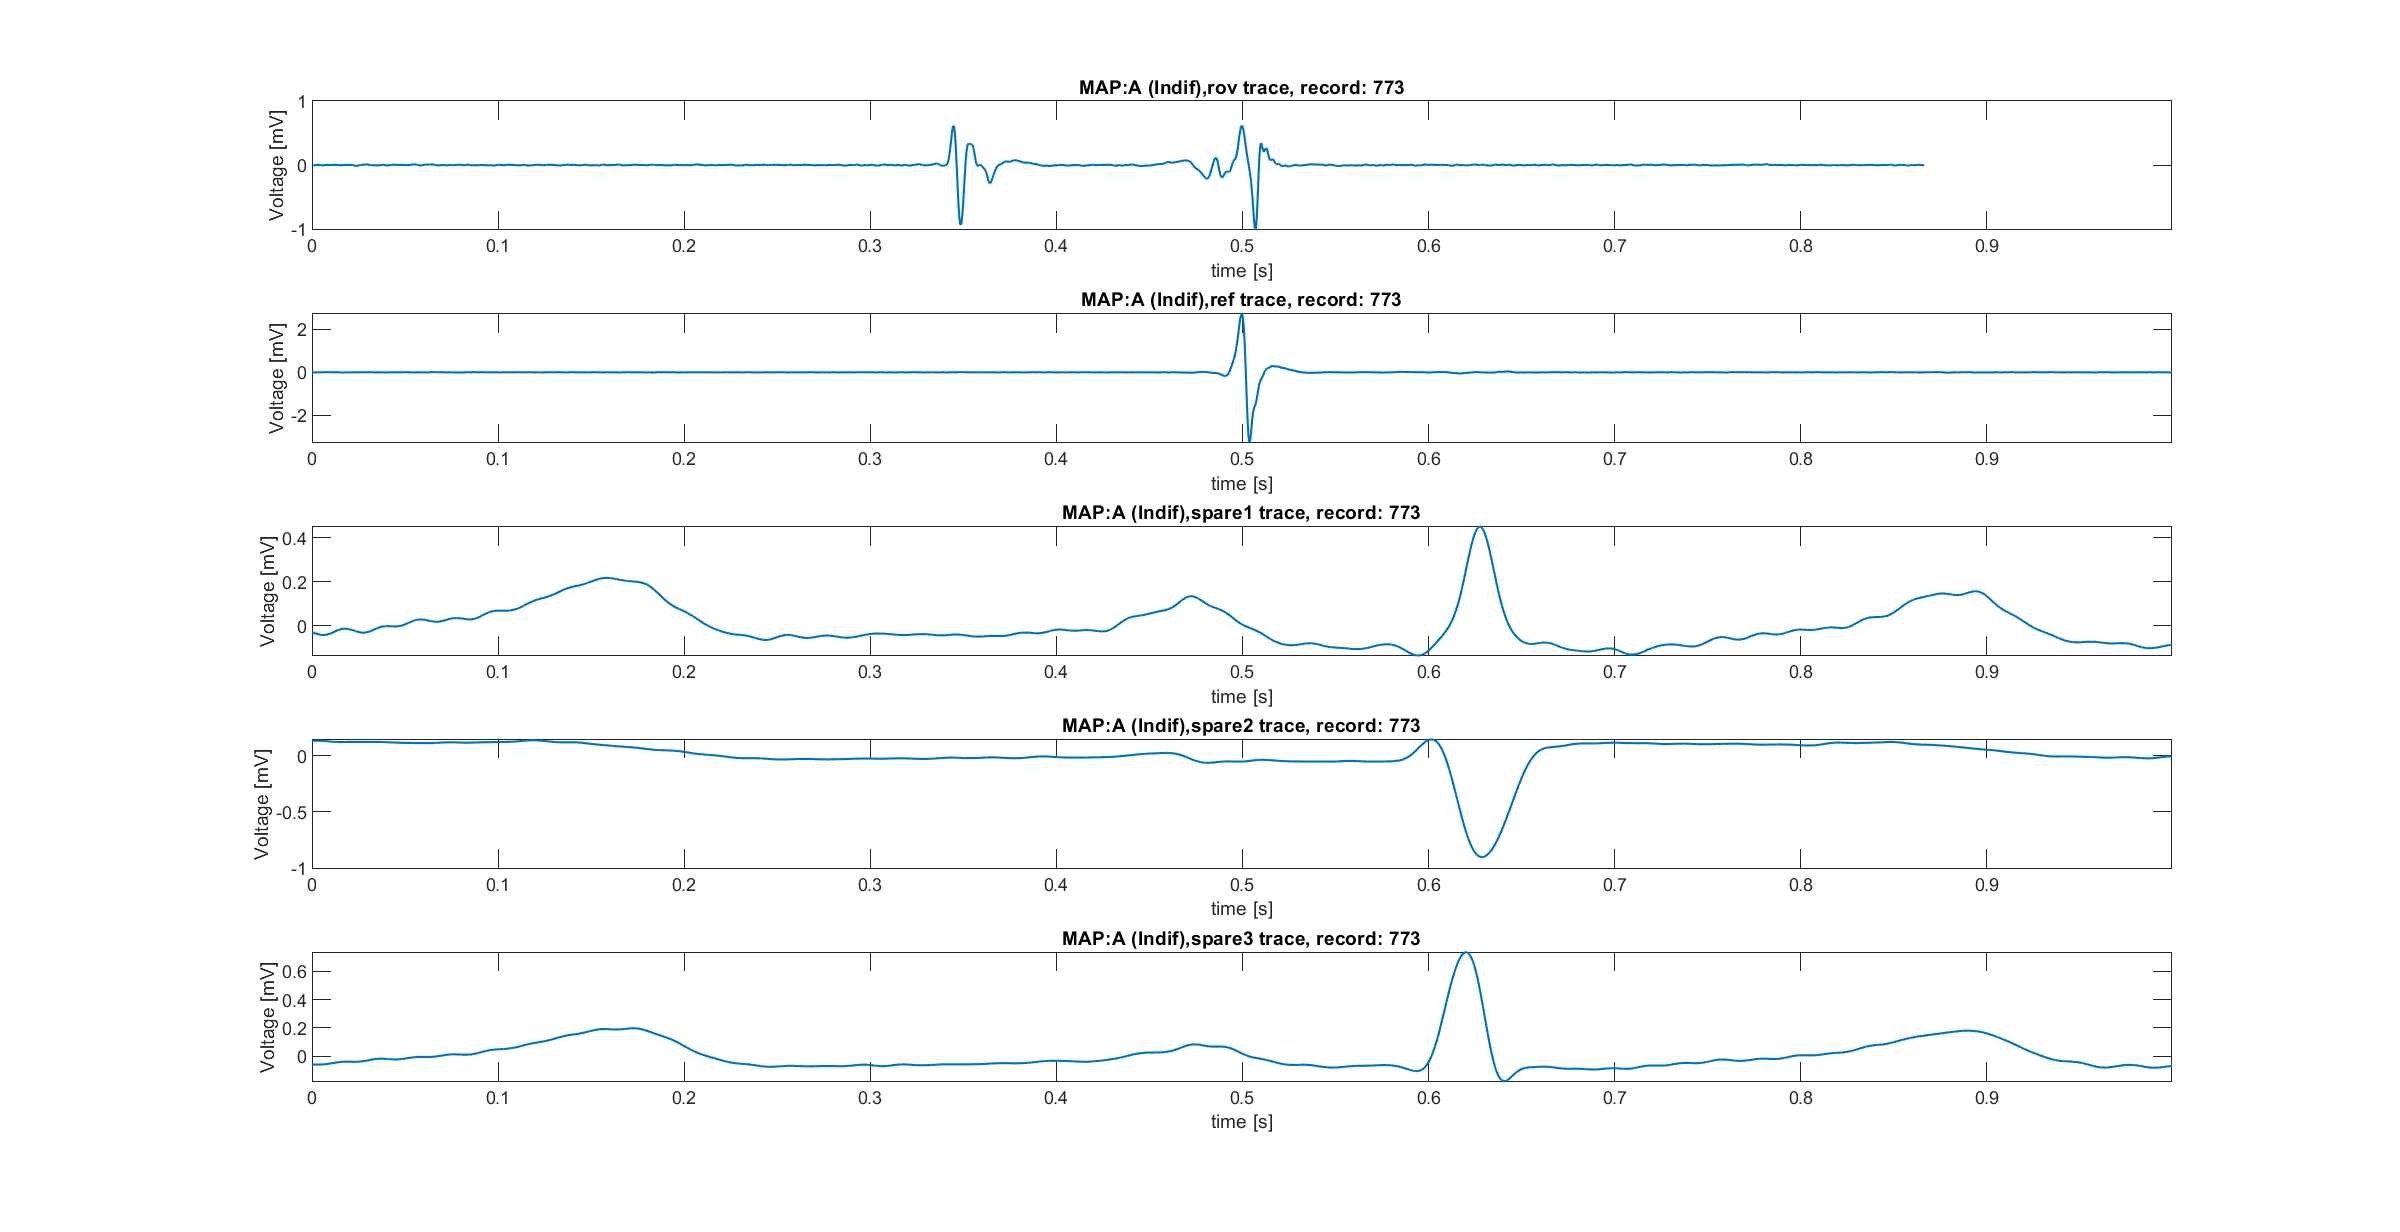 MAP:A (Indif),rov trace, record: 773
Voltage [mV]
1
0
-1
0 0.1 0.2 0.3 0.4 0.5 0.6 0.7 0.8 0.9
time [s]
MAP:A (Indif),ref trace, record: 773
Voltage [mV]
2
0
-2
0 0.1 0.2 0.3 0.4 0.5 0.6 0.7 0.8 0.9
time [s]
MAP:A (Indif),spare1 trace, record: 773
Voltage [mV]
0.4
0.2
0
0 0.1 0.2 0.3 0.4 0.5 0.6 0.7 0.8 0.9
time [s]
MAP:A (Indif),spare2 trace, record: 773
Voltage [mV]
0
-0.5
-1
0 0.1 0.2 0.3 0.4 0.5 0.6 0.7 0.8 0.9
time [s]
MAP:A (Indif),spare3 trace, record: 773
Voltage [mV]
0.6
0.4
0.2
0
0 0.1 0.2 0.3 0.4 0.5 0.6 0.7 0.8 0.9
time [s]